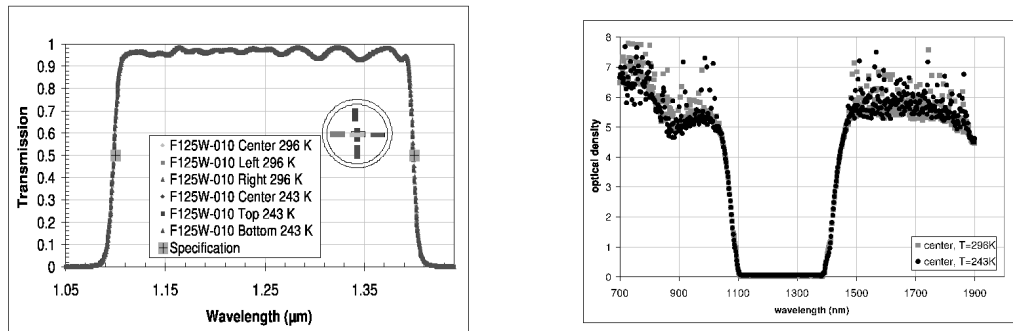 Transmission
1
0.9
0.8
0.7
0.6
0.5
0.4
0.3
0.2
0.1
0
F125W-010 Center 296 K
F125W-010 Left 296 K
F125W-010 Right 296 K
F125W-010 Center 243 K
F125W-010 Top 243 K
F125W-010 Bottom 243 K
Specification
1.05 1.15 1.25 1.35
Wavelength (µm)
optical density
8
7
6
5
4
3
2
1
0
center, T=296K
center, T=243K
700 900 1100 1300 1500 1700 1900
wavelength (nm)